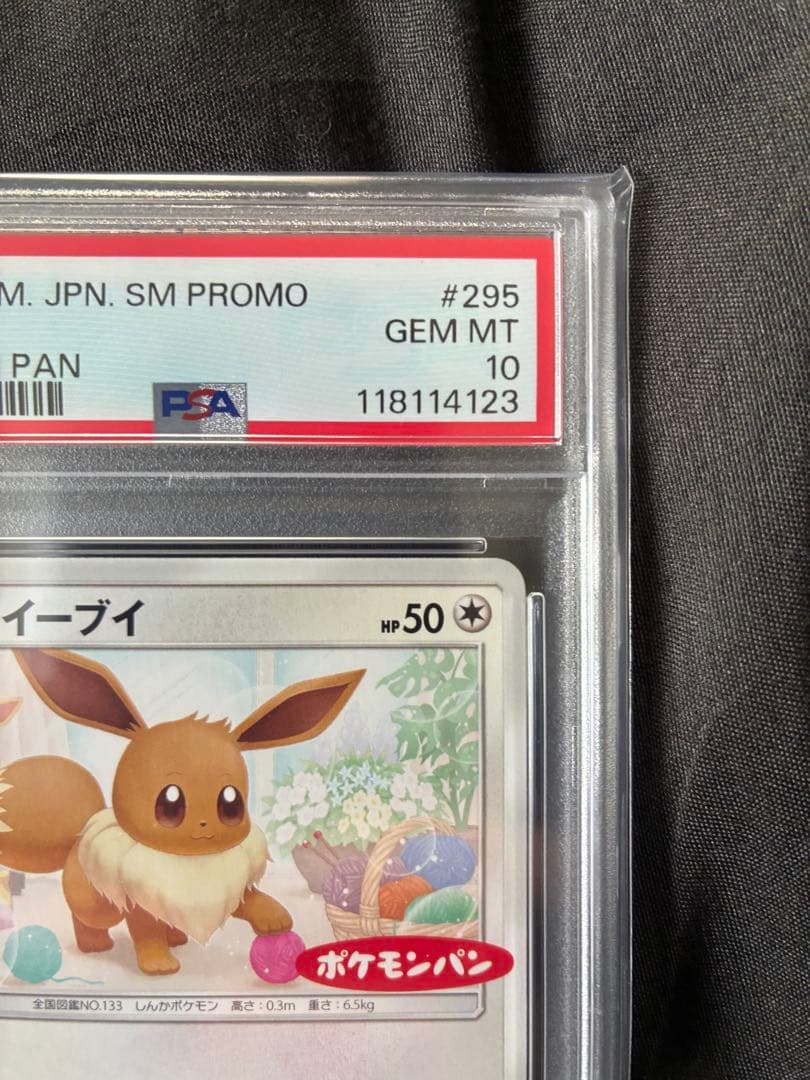 M. JPN. SM PROMO #295
GEM MT
PAN 10
PSA 118114123
イーブイ HP50
ポケモンパン
全国図鑑NO.133 しんかポケモン 高さ:0.3m 重さ:6.5kg